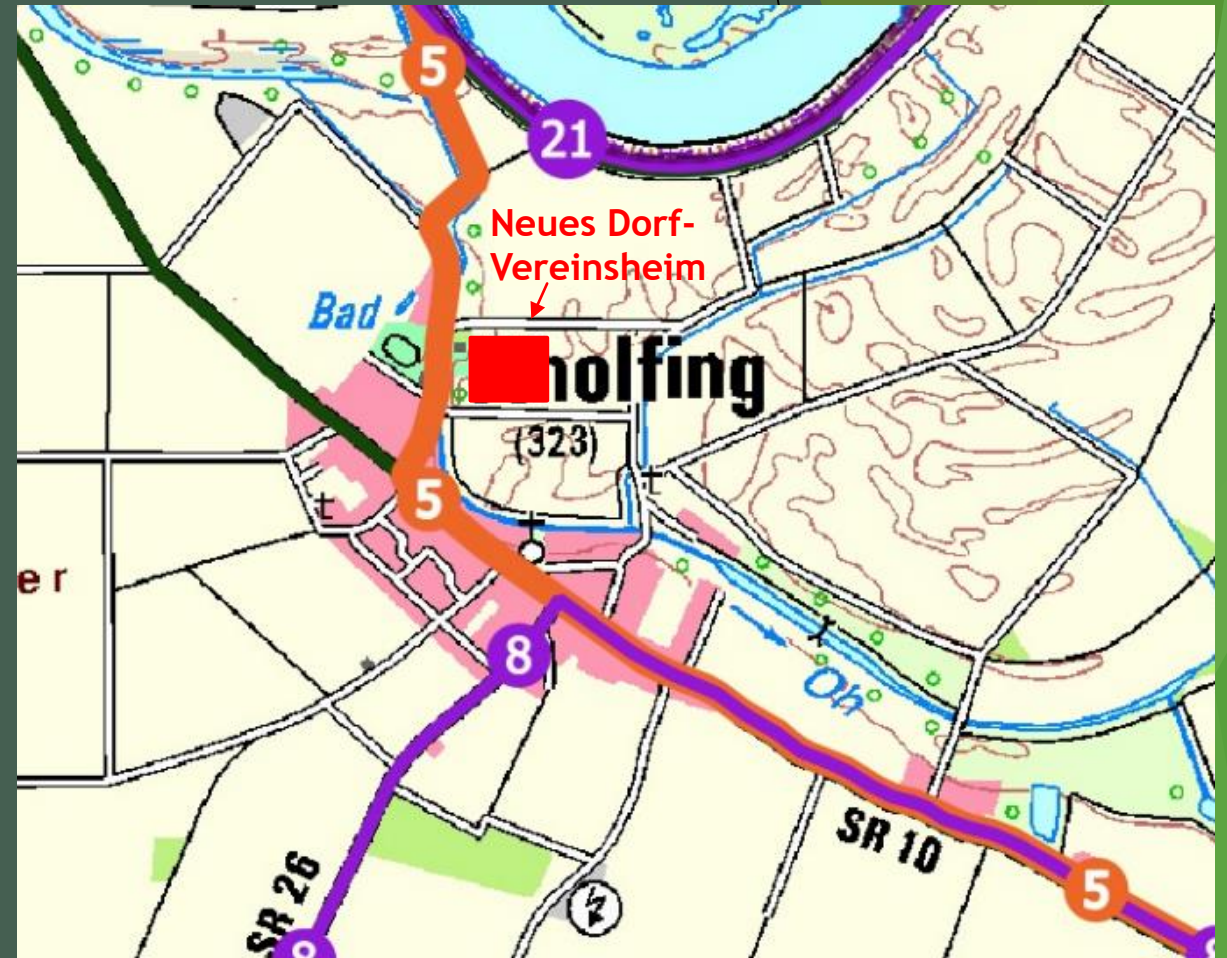 5
21
Neues Dorf-
Vereinsheim
Bad
holfing
(323)
5
er
8
Oh
SR 10
SR 26
5